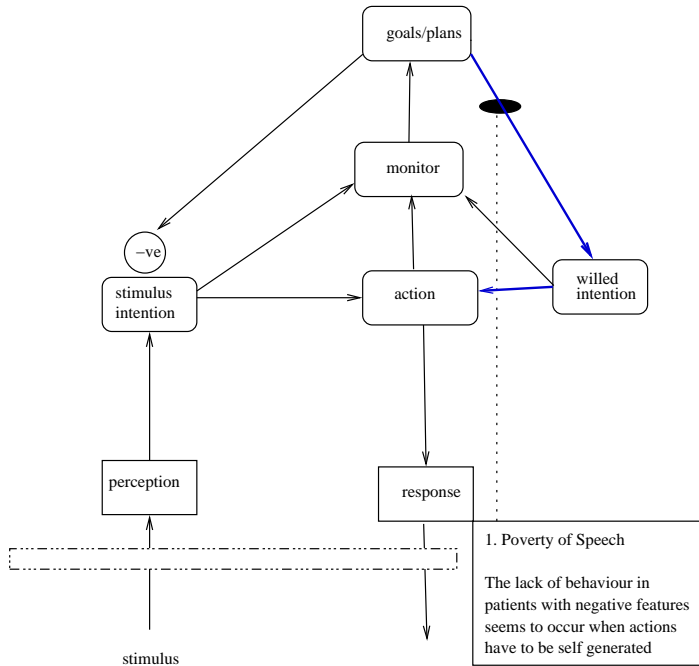 goals/plans
monitor
–ve
stimulus
intention
action
willed
intention
perception
response
1. Poverty of Speech
The lack of behaviour in
patients with negative features
seems to occur when actions
have to be self generated
stimulus